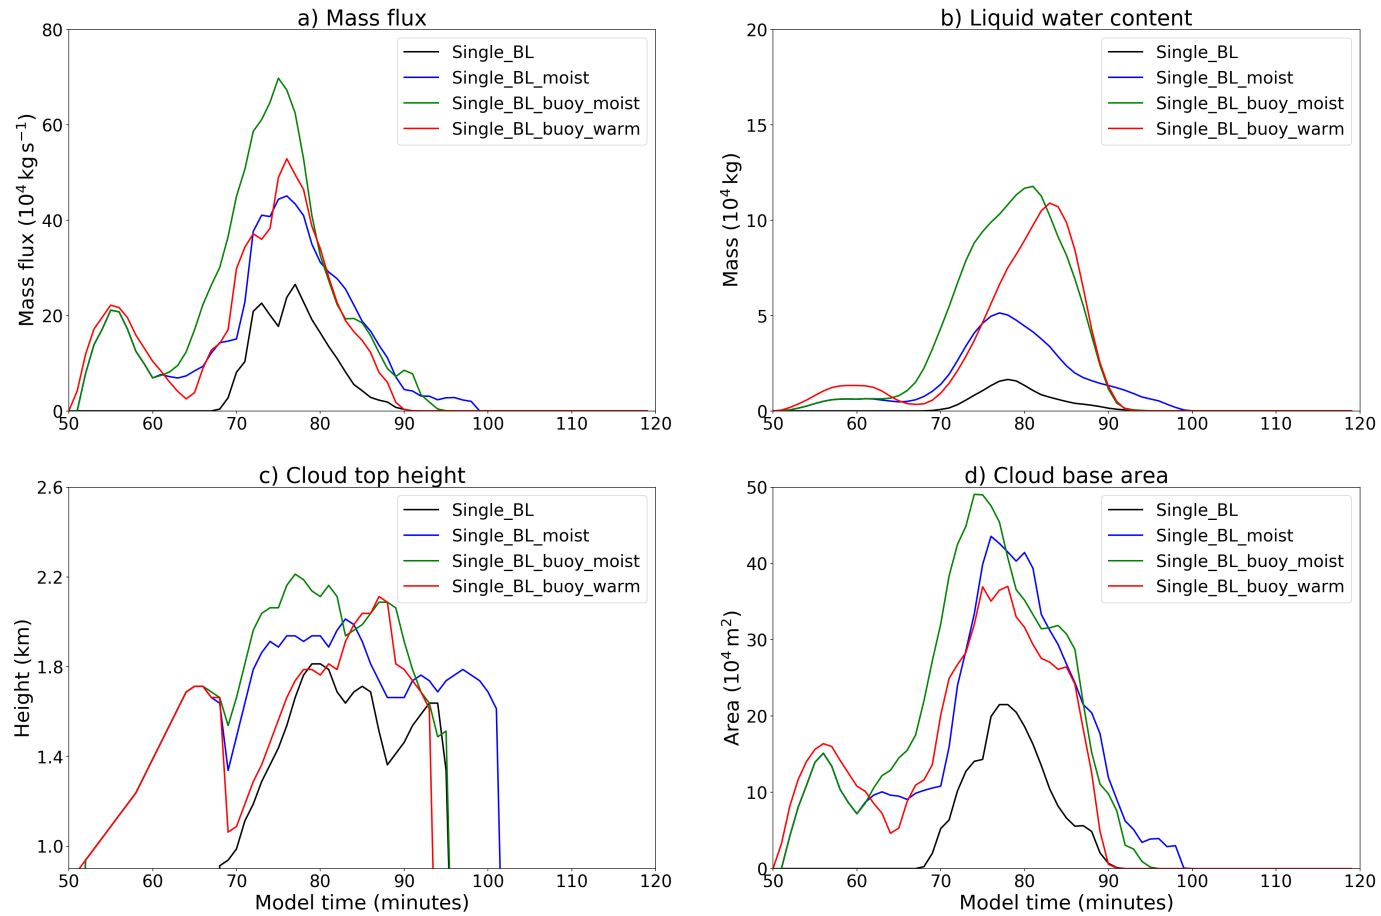 a) Mass flux
80
60
40
20
0
Mass flux (10⁴ kg s⁻¹)
Single_BL
Single_BL_moist
Single_BL_buoy_moist
Single_BL_buoy_warm
50 60 70 80 90 100 110 120
b) Liquid water content
20
15
10
5
0
Mass (10⁴ kg)
Single_BL
Single_BL_moist
Single_BL_buoy_moist
Single_BL_buoy_warm
50 60 70 80 90 100 110 120
c) Cloud top height
2.6
2.2
1.8
1.4
1.0
Height (km)
Single_BL
Single_BL_moist
Single_BL_buoy_moist
Single_BL_buoy_warm
50 60 70 80 90 100 110 120
Model time (minutes)
d) Cloud base area
50
40
30
20
10
0
Area (10⁴ m²)
Single_BL
Single_BL_moist
Single_BL_buoy_moist
Single_BL_buoy_warm
50 60 70 80 90 100 110 120
Model time (minutes)